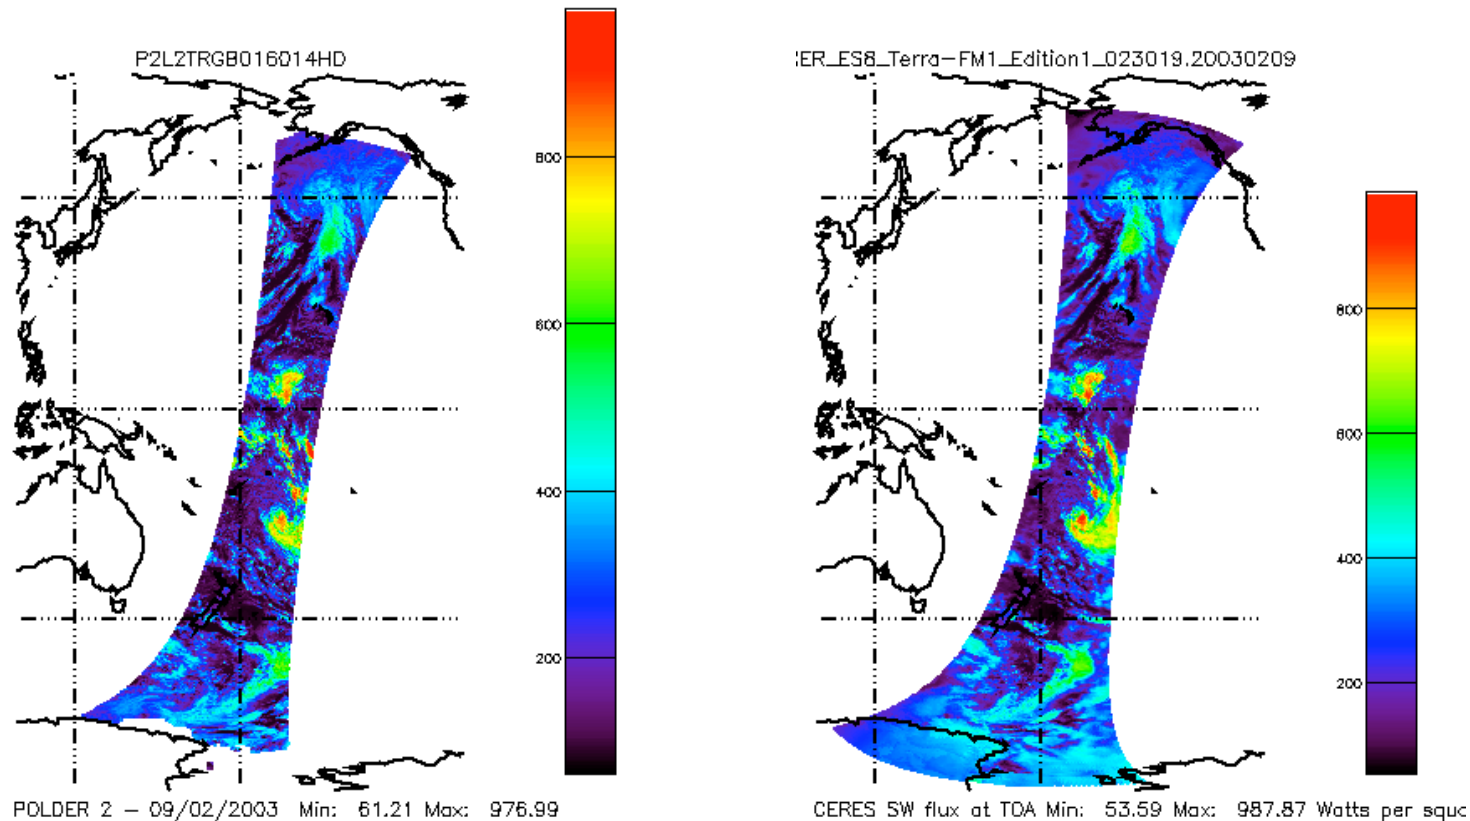 P2L2TRGB016014HD
800
600
400
200
POLDER 2 - 09/02/2003 Min: 61.21 Max: 976.99
ER_ES8_Terra-FM1_Edition1_023019.20030209
800
600
400
200
CERES SW flux at TOA Min: 53.59 Max: 987.87 Watts per squa